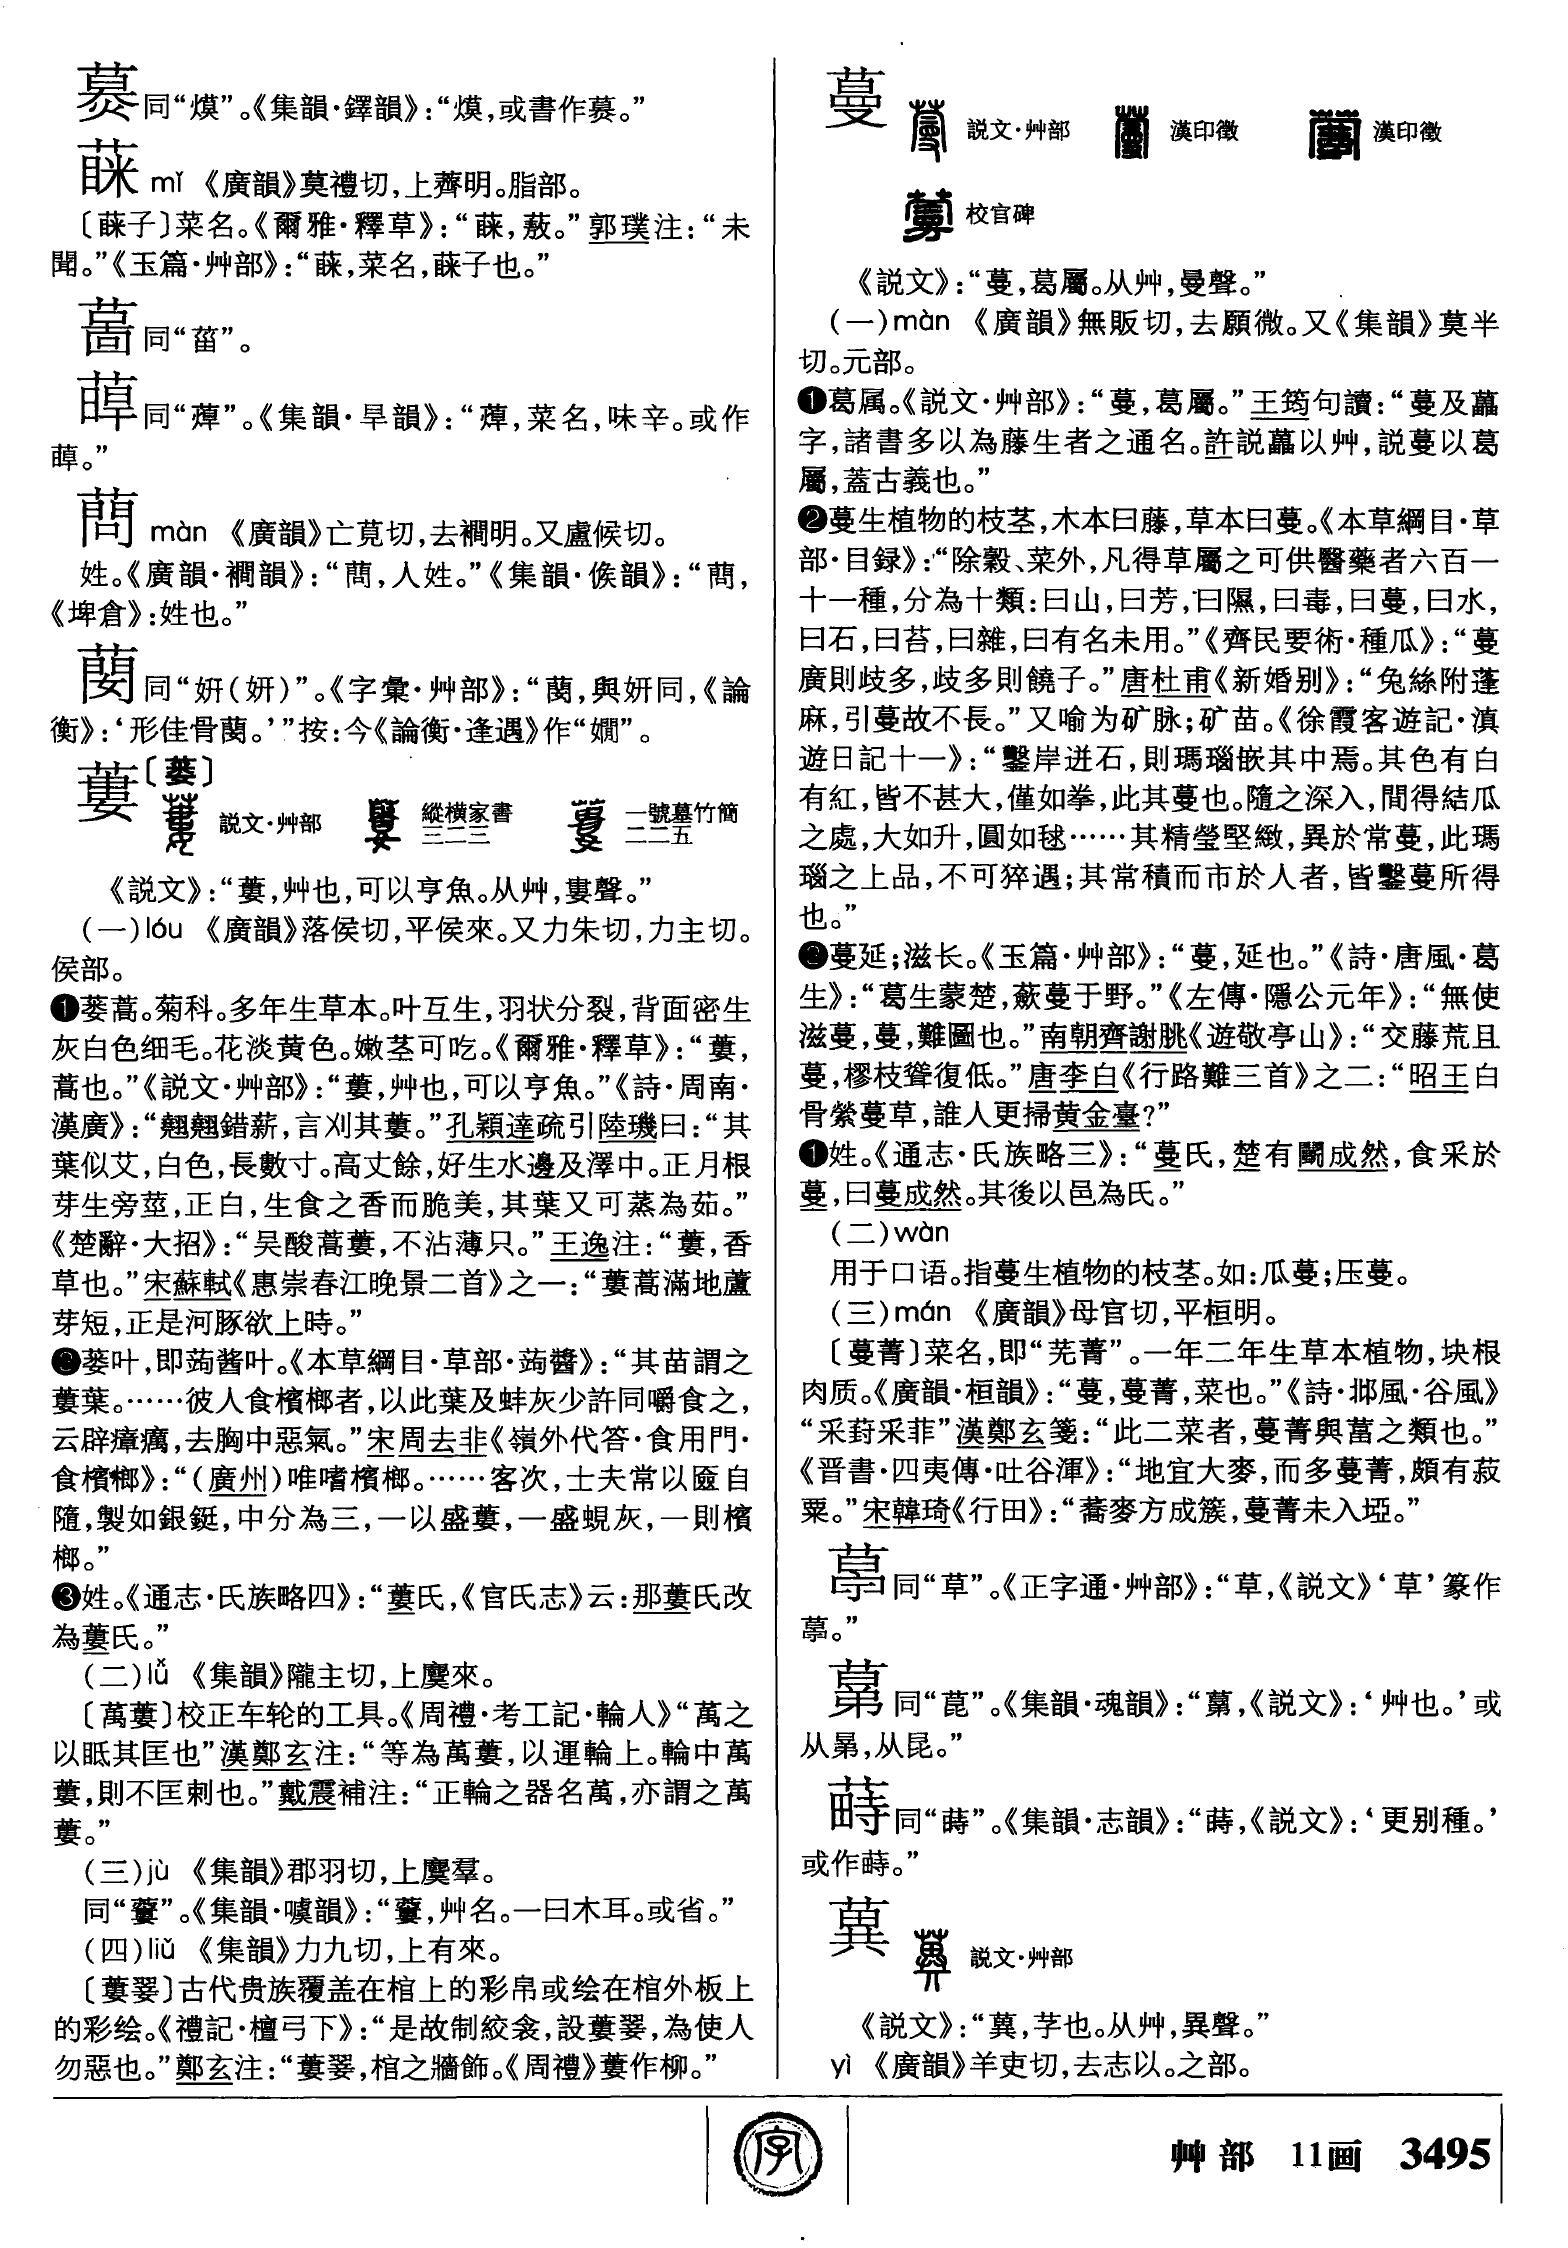 同“熯”。《集韻·鐸韻》：“熯，或書作。”
蔝 mǐ 《廣韻》莫禮切，上薺明。脂部。
〔蔝子〕菜名。《爾雅·釋草》：“蔝，蔜。”郭璞注：“未
聞。”《玉篇·艸部》：“蔝，菜名，蔝子也。”
同“菑”。
同“蕇”。《集韻·旱韻》：“蕇，菜名，味辛。或作
。”
màn 《廣韻》亡莧切，去襉明。又盧候切。
姓。《廣韻·襉韻》：“，人姓。”《集韻·㑋韻》：“，
《埤倉》：姓也。”
同“姸（妍）”。《字彙·艸部》：“，與妍同，《論
衡》：‘形佳骨。’”按：今《論衡·逢遇》作“嫺”。
蔞〔蒌〕
説文·艸部 縱横家書三二三 一號墓竹簡二二五
《説文》：“蔞，艸也，可以亨魚。从艸，婁聲。”
（一）lóu 《廣韻》落侯切，平侯來。又力朱切，力主切。
侯部。
❶蒌蒿。菊科。多年生草本。叶互生，羽状分裂，背面密生
灰白色细毛。花淡黄色。嫩茎可吃。《爾雅·釋草》：“蔞，
蒿也。”《説文·艸部》：“蔞，艸也，可以亨魚。”《詩·周南·
漢廣》：“翹翹錯薪，言刈其蔞。”孔穎達疏引陸璣曰：“其
葉似艾，白色，長數寸。高丈餘，好生水邊及澤中。正月根
芽生旁莖，正白，生食之香而脆美，其葉又可蒸為茹。”
《楚辭·大招》：“吴酸蒿蔞，不沾薄只。”王逸注：“蔞，香
草也。”宋蘇軾《惠崇春江晚景二首》之一：“蔞蒿滿地蘆
芽短，正是河豚欲上時。”
❷蒌叶，即蒟酱叶。《本草綱目·草部·蒟醬》：“其苗謂之
蔞葉。……彼人食檳榔者，以此葉及蚌灰少許同嚼食之，
云辟瘴癘，去胸中惡氣。”宋周去非《嶺外代答·食用門·
食檳榔》：“（廣州）唯嗜檳榔。……客次，士夫常以匳自
隨，製如銀鋌，中分為三，一以盛蔞，一盛蜆灰，一則檳
榔。”
❸姓。《通志·氏族略四》：“蔞氏，《官氏志》云：那蔞氏改
為蔞氏。”
（二）lǚ 《集韻》隴主切，上麌來。
〔萬蔞〕校正车轮的工具。《周禮·考工記·輪人》“萬之
以眂其匡也”漢鄭玄注：“等為萬蔞，以運輪上。輪中萬
蔞，則不匡刺也。”戴震補注：“正輪之器名萬，亦謂之萬
蔞。”
（三）jù 《集韻》郡羽切，上麌羣。
同“”。《集韻·噳韻》：“，艸名。一曰木耳。或省。”
（四）liǔ 《集韻》力九切，上有來。
〔蔞翣〕古代贵族覆盖在棺上的彩帛或绘在棺外板上
的彩绘。《禮記·檀弓下》：“是故制絞衾，設蔞翣，為使人
勿惡也。”鄭玄注：“蔞翣，棺之牆飾。《周禮》蔞作柳。”
蔓 説文·艸部 漢印徵 漢印徵
校官碑
《説文》：“蔓，葛屬。从艸，曼聲。”
（一）màn 《廣韻》無販切，去願微。又《集韻》莫半
切。元部。
❶葛属。《説文·艸部》：“蔓，葛屬。”王筠句讀：“蔓及藟
字，諸書多以為藤生者之通名。許説藟以艸，説蔓以葛
屬，蓋古義也。”
❷蔓生植物的枝茎，木本曰藤，草本曰蔓。《本草綱目·草
部·目録》：“除穀、菜外，凡得草屬之可供醫藥者六百一
十一種，分為十類：曰山，曰芳，曰隰，曰毒，曰蔓，曰水，
曰石，曰苔，曰雜，曰有名未用。”《齊民要術·種瓜》：“蔓
廣則歧多，歧多則饒子。”唐杜甫《新婚别》：“兔絲附蓬
麻，引蔓故不長。”又喻为矿脉；矿苗。《徐霞客遊記·滇
遊日記十一》：“鑿岸迸石，則瑪瑙嵌其中焉。其色有白
有紅，皆不甚大，僅如拳，此其蔓也。隨之深入，間得結瓜
之處，大如升，圓如毬……其精瑩堅緻，異於常蔓，此瑪
瑙之上品，不可猝遇；其常積而市於人者，皆鑿蔓所得
也。”
❸蔓延；滋长。《玉篇·艸部》：“蔓，延也。”《詩·唐風·葛
生》：“葛生蒙楚，蘞蔓于野。”《左傳·隱公元年》：“無使
滋蔓，蔓，難圖也。”南朝齊謝朓《遊敬亭山》：“交藤荒且
蔓，樛枝聳復低。”唐李白《行路難三首》之二：“昭王白
骨縈蔓草，誰人更掃黄金臺？”
❶姓。《通志·氏族略三》：“蔓氏，楚有鬭成然，食采於
蔓，曰蔓成然。其後以邑為氏。”
（二）wàn
用于口语。指蔓生植物的枝茎。如：瓜蔓；压蔓。
（三）mán 《廣韻》母官切，平桓明。
〔蔓菁〕菜名，即“芜菁”。一年二年生草本植物，块根
肉质。《廣韻·桓韻》：“蔓，蔓菁，菜也。”《詩·邶風·谷風》
“采葑采菲”漢鄭玄箋：“此二菜者，蔓菁與葍之類也。”
《晋書·四夷傳·吐谷渾》：“地宜大麥，而多蔓菁，頗有菽
粟。”宋韓琦《行田》：“蕎麥方成簇，蔓菁未入埡。”
同“草”。《正字通·艸部》：“草，《説文》‘草’篆作
。”
同“菎”。《集韻·魂韻》：“，《説文》：‘艸也。’或
从㫎，从昆。”
同“蒔”。《集韻·志韻》：“蒔，《説文》：‘更别種。’
或作。”
蔩 説文·艸部
《説文》：“，芓也。从艸，異聲。”
yì 《廣韻》羊吏切，去志以。之部。
字
艸部 11画 3495